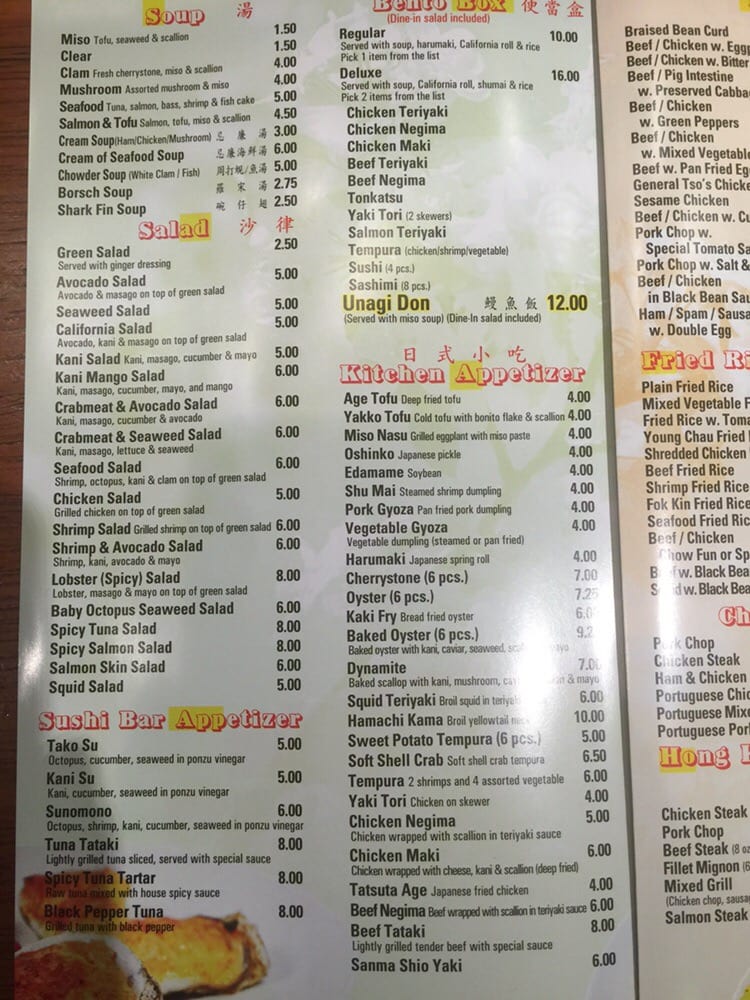 Soup 湯
Miso Tofu, seaweed & scallion 1.50
Clear 1.50
Clam Fresh cherrystone, miso & scallion 4.00
Mushroom Assorted mushroom & miso 4.00
Seafood Tuna, salmon, bass, shrimp & fish cake 5.00
Salmon & Tofu Salmon, tofu, miso & scallion 4.50
Cream Soup(Ham/Chicken/Mushroom) 忌廉湯 3.00
Cream of Seafood Soup 忌廉海鮮湯 6.00
Chowder Soup (White Clam / Fish) 周打蜆/魚湯 5.00
Borsch Soup 羅宋湯 2.75
Shark Fin Soup 碗仔翅 2.50
Salad 沙律
Green Salad 2.50
Served with ginger dressing
Avocado Salad 5.00
Avocado & masago on top of green salad
Seaweed Salad 5.00
California Salad 5.00
Avocado, kani & masago on top of green salad
Kani Salad Kani, masago, cucumber & mayo 5.00
Kani Mango Salad 6.00
Kani, masago, cucumber, mayo, and mango
Crabmeat & Avocado Salad 6.00
Kani, masago, cucumber & avocado
Crabmeat & Seaweed Salad 6.00
Kani, masago, lettuce & seaweed
Seafood Salad 6.00
Shrimp, octopus, kani & clam on top of green salad
Chicken Salad 5.00
Grilled chicken on top of green salad
Shrimp Salad Grilled shrimp on top of green salad 6.00
Shrimp & Avocado Salad 6.00
Shrimp, kani, avocado & mayo
Lobster (Spicy) Salad 8.00
Lobster, masago & mayo on top of green salad
Baby Octopus Seaweed Salad 6.00
Spicy Tuna Salad 8.00
Spicy Salmon Salad 8.00
Salmon Skin Salad 6.00
Squid Salad 5.00
Sushi Bar Appetizer
Tako Su 5.00
Octopus, cucumber, seaweed in ponzu vinegar
Kani Su 5.00
Kani, cucumber, seaweed in ponzu vinegar
Sunomono 6.00
Octopus, shrimp, kani, cucumber, seaweed in ponzu vinegar
Tuna Tataki 8.00
Lightly grilled tuna sliced, served with special sauce
Spicy Tuna Tartar 8.00
Raw tuna mixed with house spicy sauce
Black Pepper Tuna 8.00
Grilled tuna with black pepper
Bento Box 便當盒
(Dine-in salad included)
Regular 10.00
Served with soup, harumaki, California roll & rice
Pick 1 item from the list
Deluxe 16.00
Served with soup, California roll, shumai & rice
Pick 2 items from the list
Chicken Teriyaki
Chicken Negima
Chicken Maki
Beef Teriyaki
Beef Negima
Tonkatsu
Yaki Tori (2 skewers)
Salmon Teriyaki
Tempura (chicken/shrimp/vegetable)
Sushi (4 pcs.)
Sashimi (8 pcs.)
Unagi Don 鰻魚飯 12.00
(Served with miso soup) (Dine-In salad included)
日式小吃
Kitchen Appetizer
Age Tofu Deep fried tofu 4.00
Yakko Tofu Cold tofu with bonito flake & scallion 4.00
Miso Nasu Grilled eggplant with miso paste 4.00
Oshinko Japanese pickle 4.00
Edamame Soybean 4.00
Shu Mai Steamed shrimp dumpling 4.00
Pork Gyoza Pan fried pork dumpling 4.00
Vegetable Gyoza 4.00
Vegetable dumpling (steamed or pan fried)
Harumaki Japanese spring roll 4.00
Cherrystone (6 pcs.) 7.00
Oyster (6 pcs.) 7.25
Kaki Fry Bread fried oyster
Baked Oyster (6 pcs.)
Baked oyster with kani, caviar, seaweed, mayo
Dynamite 7.00
Baked scallop with kani, mushroom, & mayo
Squid Teriyaki Broil squid in 6.00
Hamachi Kama Broil yellowtail 10.00
Sweet Potato Tempura (6 pcs.) 5.00
Soft Shell Crab Soft shell crab tempura 6.50
Tempura 2 shrimps and 4 assorted vegetable 6.00
Yaki Tori Chicken on skewer 4.00
Chicken Negima 5.00
Chicken wrapped with scallion in teriyaki sauce
Chicken Maki 6.00
Chicken wrapped with cheese, kani & scallion (deep fried)
Tatsuta Age Japanese fried chicken 4.00
Beef Negima Beef wrapped with scallion in teriyaki sauce 6.00
Beef Tataki 8.00
Lightly grilled tender beef with special sauce
Sanma Shio Yaki 6.00
Braised Bean Curd
Beef / Chicken w. Eggp
Beef / Chicken w. Bitter
Beef / Pig Intestine
w. Preserved Cabba
Beef / Chicken
w. Green Peppers
Beef / Chicken
w. Mixed Vegetabl
Beef w. Pan Fried Eg
General Tso's Chick
Sesame Chicken
Beef / Chicken w. Cu
Pork Chop w.
Special Tomato Sa
Pork Chop w. Salt &
Beef / Chicken
in Black Bean Sau
Ham / Spam / Sausa
w. Double Egg
Fried Ri
Plain Fried Rice
Mixed Vegetable F
Fried Rice w. Toma
Young Chau Fried
Shredded Chicken
Beef Fried Rice
Shrimp Fried Rice
Fok Kin Fried Rice
Seafood Fried Ric
Beef / Chicken
Chow Fun or Sp
w. Black Bea
w. Black Bea
Ch
Pork Chop
Chicken Steak
Ham & Chicken
Portuguese Chic
Portuguese Mixe
Portuguese Por
Hong
Chicken Steak
Pork Chop
Beef Steak (8 oz
Fillet Mignon (6
Mixed Grill
(Chicken chop, sausa
Salmon Steak